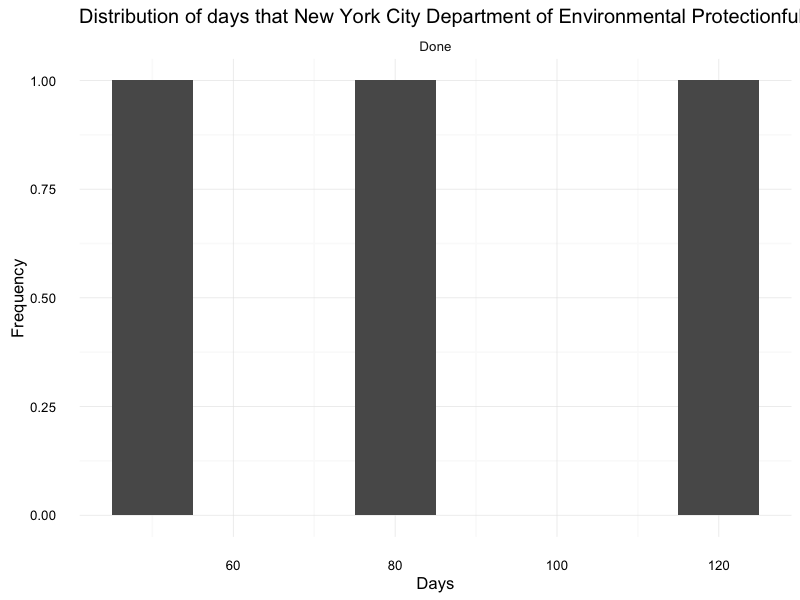 Distribution of days that New York City Department of Environmental Protectionful
Done
1.00
0.75
0.50
0.25
0.00
Frequency
60 80 100 120
Days